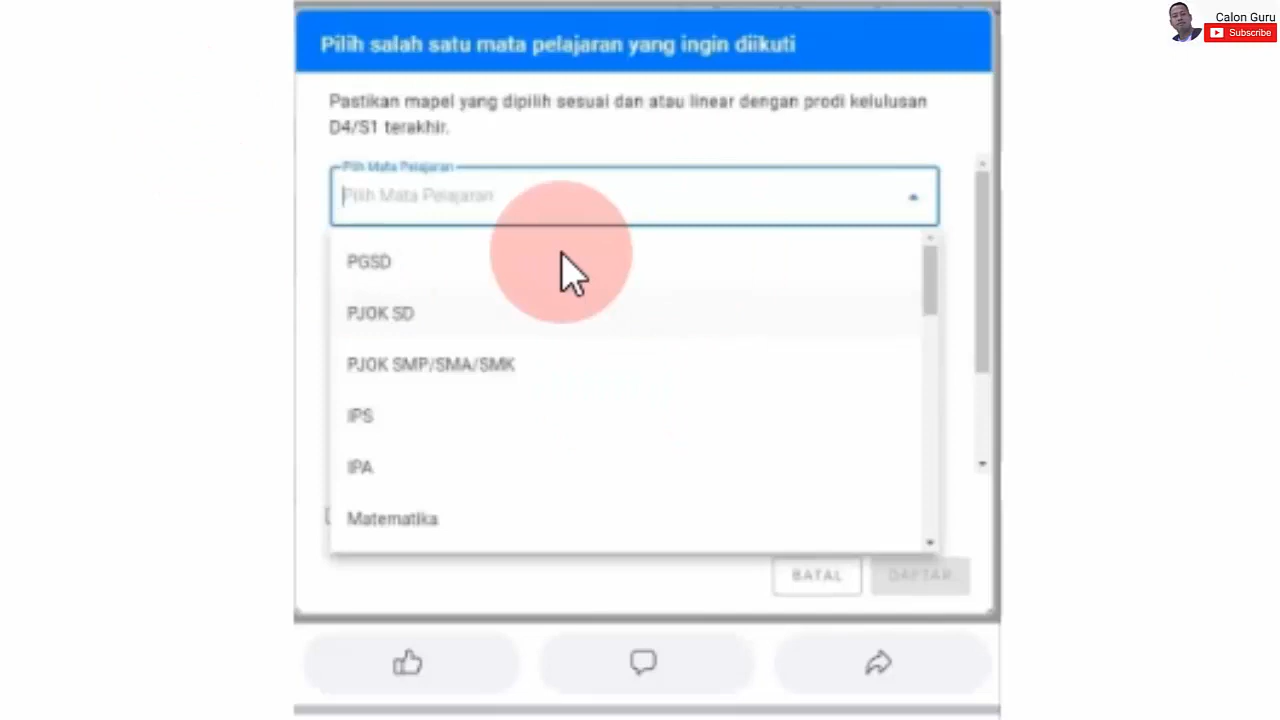 Calon Guru
Subscribe
Pilih salah satu mata pelajaran yang ingin diikuti
Pastikan mapel yang dipilih sesuai dan atau linear dengan prodi kelulusan
D4/S1 terakhir.
Pilih Mata Pelajaran
Pilih Mata Pelajaran
PGSD
PJOK SD
PJOK SMP/SMA/SMK
IPS
IPA
Matematika
BATAL DAFTAR